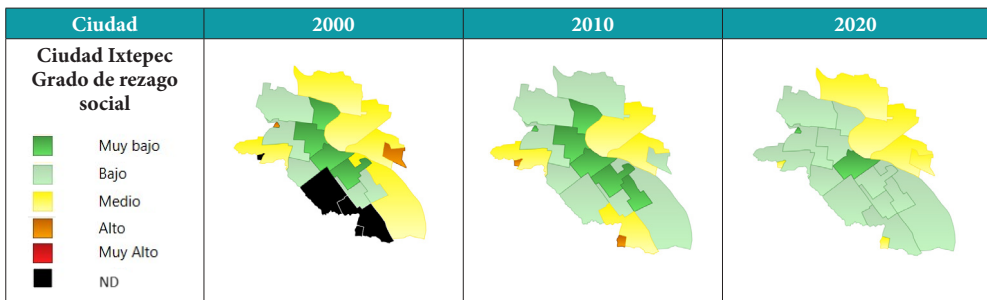 Ciudad
2000
2010
2020
Ciudad Ixtepec
Grado de rezago
social
Muy bajo
Bajo
Medio
Alto
Muy Alto
ND